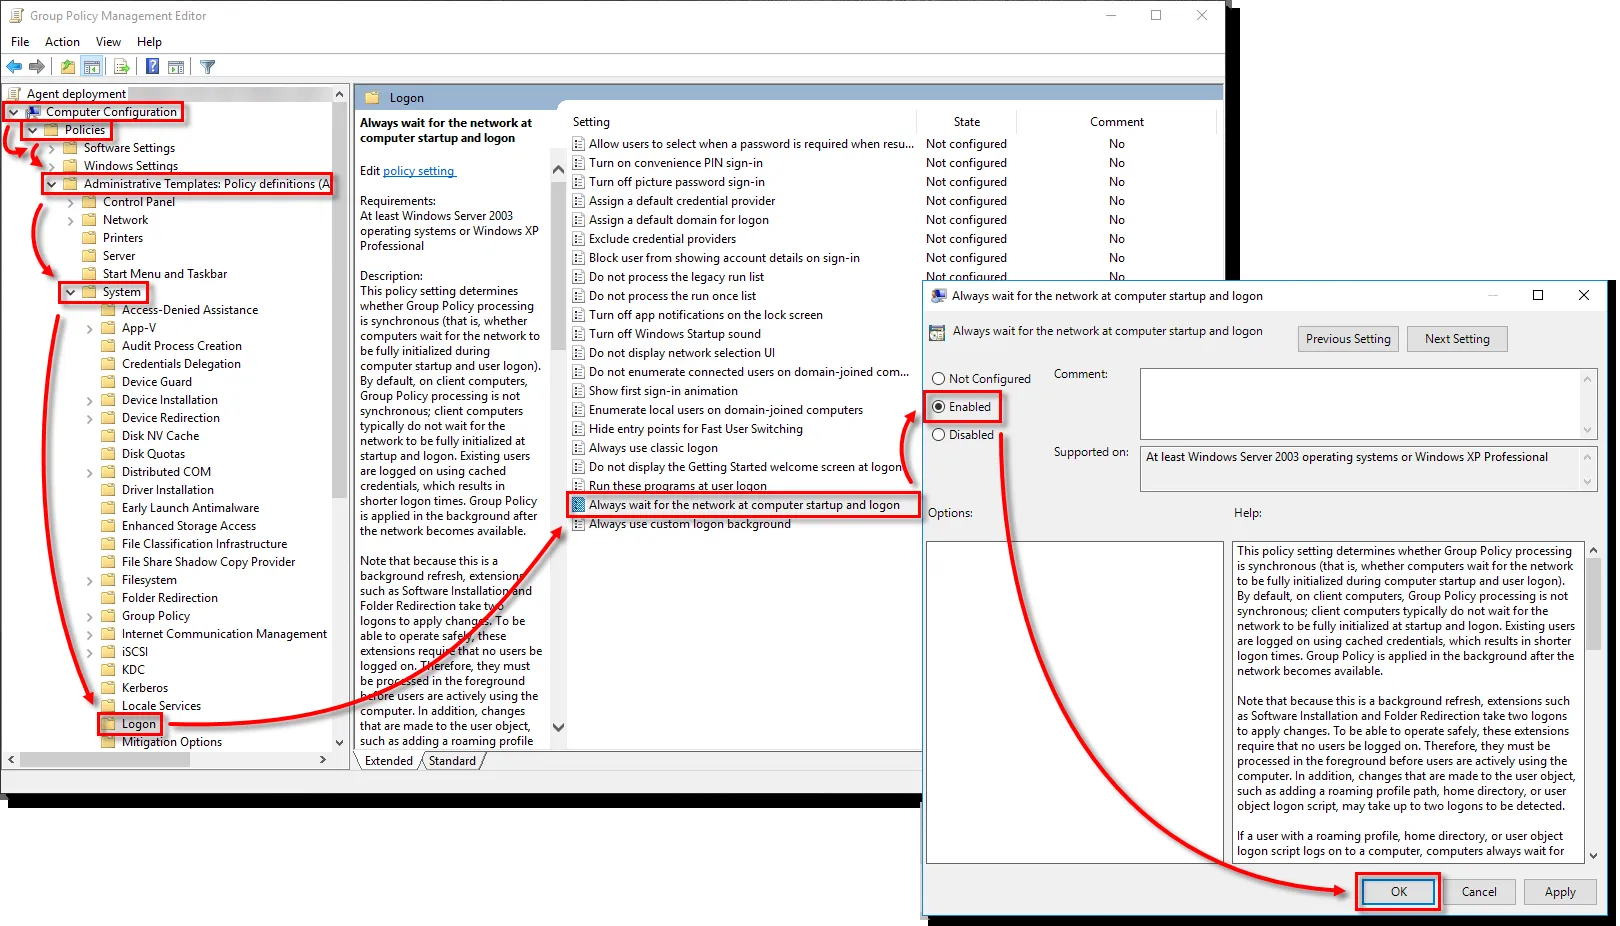 Group Policy Management Editor
File Action View Help
Agent deployment
Computer Configuration
Policies
Software Settings
Windows Settings
Administrative Templates: Policy definitions (A
Control Panel
Network
Printers
Server
Start Menu and Taskbar
System
Access-Denied Assistance
App-V
Audit Process Creation
Credentials Delegation
Device Guard
Device Installation
Device Redirection
Disk NV Cache
Disk Quotas
Distributed COM
Driver Installation
Early Launch Antimalware
Enhanced Storage Access
File Classification Infrastructure
File Share Shadow Copy Provider
Filesystem
Folder Redirection
Group Policy
Internet Communication Management
iSCSI
KDC
Kerberos
Locale Services
Logon
Mitigation Options
Logon
Always wait for the network at
computer startup and logon
Edit policy setting
Requirements:
At least Windows Server 2003
operating systems or Windows XP
Professional
Description:
This policy setting determines
whether Group Policy processing
is synchronous (that is, whether
computers wait for the network to
be fully initialized during
computer startup and user logon).
By default, on client computers,
Group Policy processing is not
synchronous; client computers
typically do not wait for the
network to be fully initialized at
startup and logon. Existing users
are logged on using cached
credentials, which results in
shorter logon times. Group Policy
is applied in the background after
the network becomes available.
Note that because this is a
background refresh, extensions
such as Software Installation and
Folder Redirection take two
logons to apply changes. To be
able to operate safely, these
extensions require that no users be
logged on. Therefore, they must
be processed in the foreground
before users are actively using the
computer. In addition, changes
that are made to the user object,
such as adding a roaming profile
Extended Standard
Setting State Comment
Allow users to select when a password is required when resu... Not configured No
Turn on convenience PIN sign-in Not configured No
Turn off picture password sign-in Not configured No
Assign a default credential provider Not configured No
Assign a default domain for logon Not configured No
Exclude credential providers Not configured No
Block user from showing account details on sign-in Not configured No
Do not process the legacy run list Not configured No
Do not process the run once list
Turn off app notifications on the lock screen
Turn off Windows Startup sound
Do not display network selection UI
Do not enumerate connected users on domain-joined com...
Show first sign-in animation
Enumerate local users on domain-joined computers
Hide entry points for Fast User Switching
Always use classic logon
Do not display the Getting Started welcome screen at logon
Run these programs at user logon
Always wait for the network at computer startup and logon
Always use custom logon background
Always wait for the network at computer startup and logon
Always wait for the network at computer startup and logon
Previous Setting Next Setting
Not Configured
Enabled
Disabled
Comment:
Supported on:
At least Windows Server 2003 operating systems or Windows XP Professional
Options:
Help:
This policy setting determines whether Group Policy processing
is synchronous (that is, whether computers wait for the network
to be fully initialized during computer startup and user logon).
By default, on client computers, Group Policy processing is not
synchronous; client computers typically do not wait for the
network to be fully initialized at startup and logon. Existing users
are logged on using cached credentials, which results in shorter
logon times. Group Policy is applied in the background after the
network becomes available.
Note that because this is a background refresh, extensions such
as Software Installation and Folder Redirection take two logons
to apply changes. To be able to operate safely, these extensions
require that no users be logged on. Therefore, they must be
processed in the foreground before users are actively using the
computer. In addition, changes that are made to the user object,
such as adding a roaming profile path, home directory, or user
object logon script, may take up to two logons to be detected.
If a user with a roaming profile, home directory, or user object
logon script logs on to a computer, computers always wait for
OK Cancel Apply